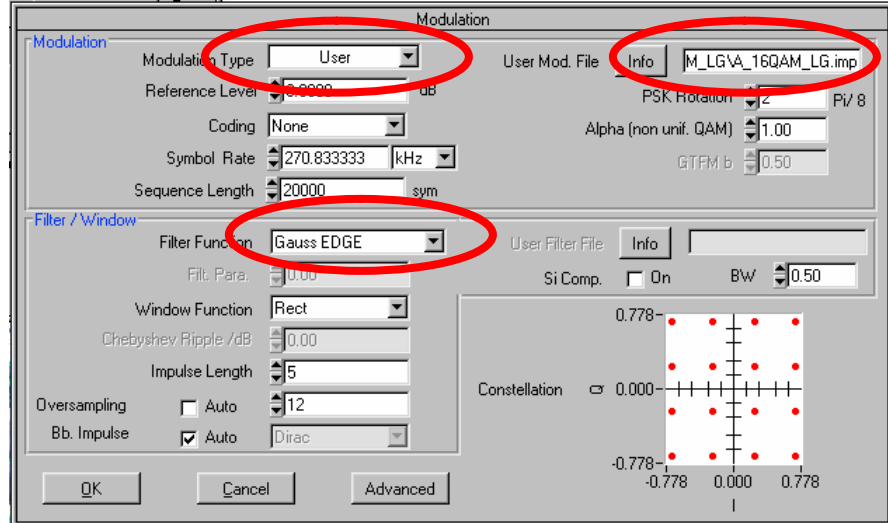 Modulation
Modulation
Modulation Type User User Mod. File Info M_LG\A_16QAM_LG.imp
Reference Level 0.0000 dB PSK Rotation 2 Pi/ 8
Coding None Alpha (non unif. QAM) 1.00
Symbol Rate 270.833333 kHz GTFM b 0.50
Sequence Length 20000 sym
Filter / Window
Filter Function Gauss EDGE User Filter File Info
Filt. Para. 0.00 Si Comp. On BW 0.50
Window Function Rect 0.778
Chebyshev Ripple /dB 0.00
Impulse Length 5
Constellation Q 0.000
Oversampling Auto 12
Bb. Impulse Auto Dirac
-0.778
-0.778 0.000 0.778
I
OK Cancel Advanced